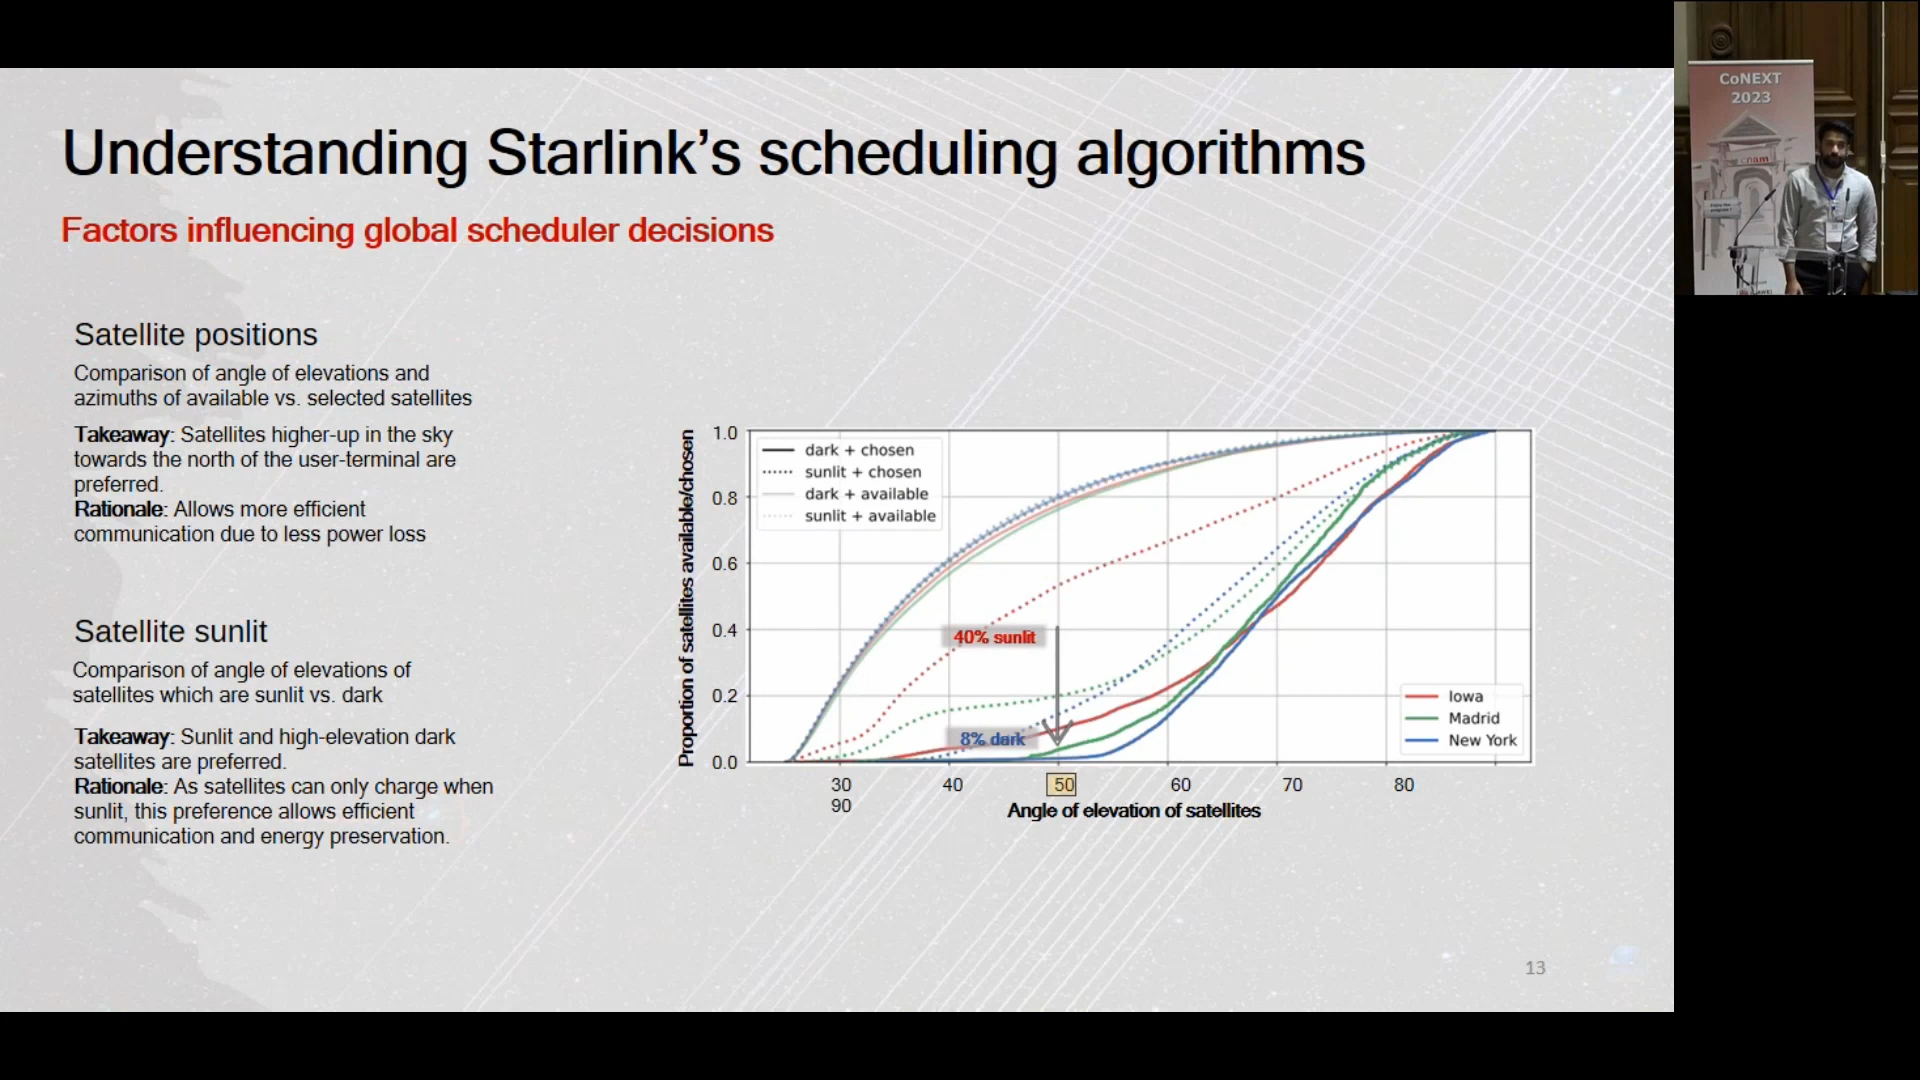 Understanding Starlink’s scheduling algorithms
Factors influencing global scheduler decisions
Satellite positions
Comparison of angle of elevations and
azimuths of available vs. selected satellites
Takeaway: Satellites higher-up in the sky
towards the north of the user-terminal are
preferred.
Rationale: Allows more efficient
communication due to less power loss
Satellite sunlit
Comparison of angle of elevations of
satellites which are sunlit vs. dark
Takeaway: Sunlit and high-elevation dark
satellites are preferred.
Rationale: As satellites can only charge when
sunlit, this preference allows efficient
communication and energy preservation.
Proportion of satellites available/chosen
1.0
0.8
0.6
0.4
0.2
0.0
dark + chosen
sunlit + chosen
dark + available
sunlit + available
40% sunlit
8% dark
Iowa
Madrid
New York
30 40 50 60 70 80
90
Angle of elevation of satellites
13
CoNEXT
2023
cnam